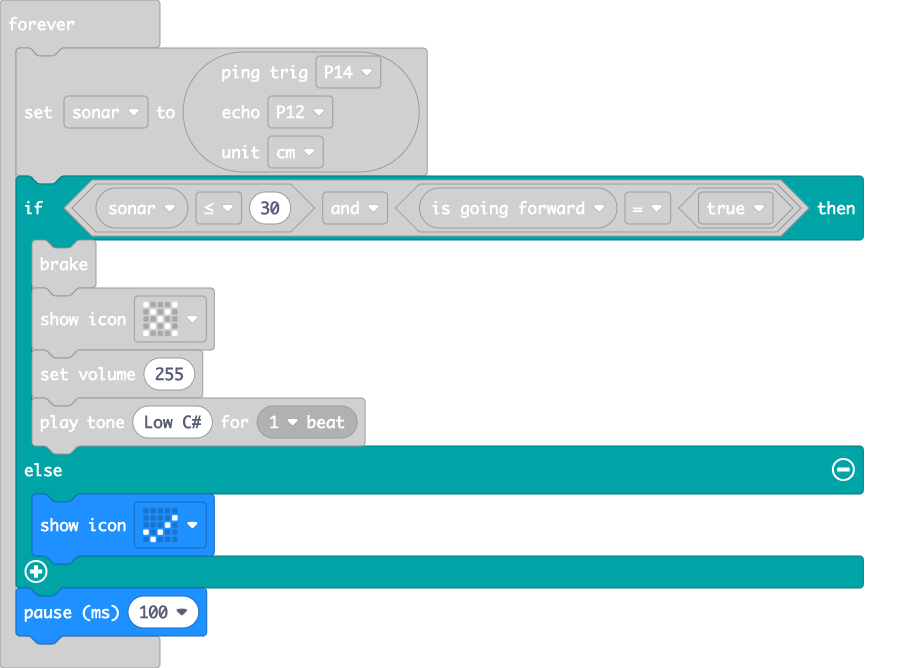 forever
ping trig P14
set sonar to echo P12
unit cm
if sonar ≤ 30 and is going forward = true then
brake
show icon
set volume 255
play tone Low C# for 1 beat
else
show icon
pause (ms) 100